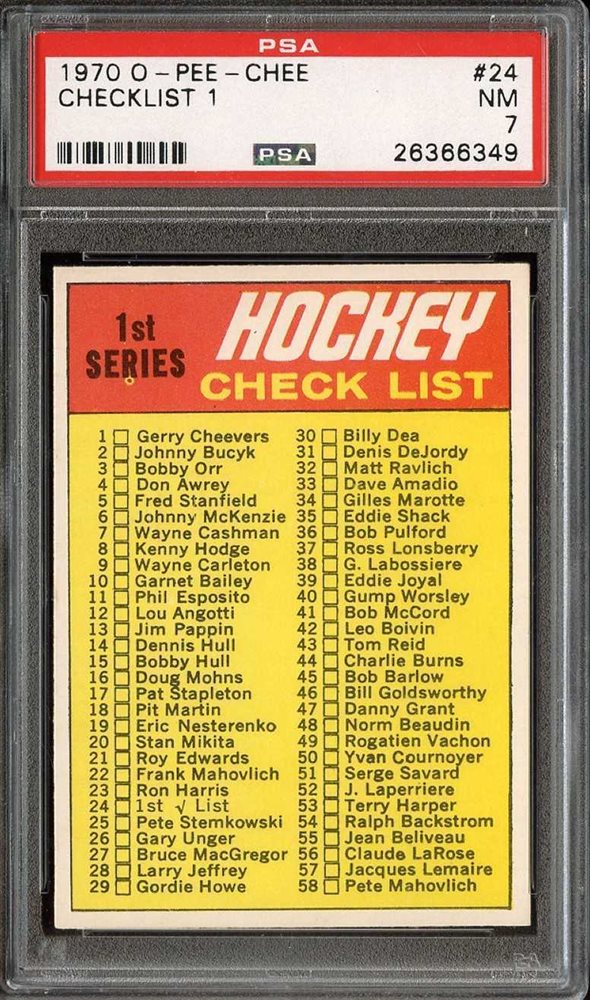 PSA
1970 O-PEE-CHEE #24
CHECKLIST 1 NM
7
PSA 26366349
1st SERIES
HOCKEY
CHECK LIST
1 Gerry Cheevers
2 Johnny Bucyk
3 Bobby Orr
4 Don Awrey
5 Fred Stanfield
6 Johnny McKenzie
7 Wayne Cashman
8 Kenny Hodge
9 Wayne Carleton
10 Garnet Bailey
11 Phil Esposito
12 Lou Angotti
13 Jim Pappin
14 Dennis Hull
15 Bobby Hull
16 Doug Mohns
17 Pat Stapleton
18 Pit Martin
19 Eric Nesterenko
20 Stan Mikita
21 Roy Edwards
22 Frank Mahovlich
23 Ron Harris
24 1st √ List
25 Pete Stemkowski
26 Gary Unger
27 Bruce MacGregor
28 Larry Jeffrey
29 Gordie Howe
30 Billy Dea
31 Denis DeJordy
32 Matt Ravlich
33 Dave Amadio
34 Gilles Marotte
35 Eddie Shack
36 Bob Pulford
37 Ross Lonsberry
38 G. Labossiere
39 Eddie Joyal
40 Gump Worsley
41 Bob McCord
42 Leo Boivin
43 Tom Reid
44 Charlie Burns
45 Bob Barlow
46 Bill Goldsworthy
47 Danny Grant
48 Norm Beaudin
49 Rogatien Vachon
50 Yvan Cournoyer
51 Serge Savard
52 J. Laperriere
53 Terry Harper
54 Ralph Backstrom
55 Jean Beliveau
56 Claude LaRose
57 Jacques Lemaire
58 Pete Mahovlich